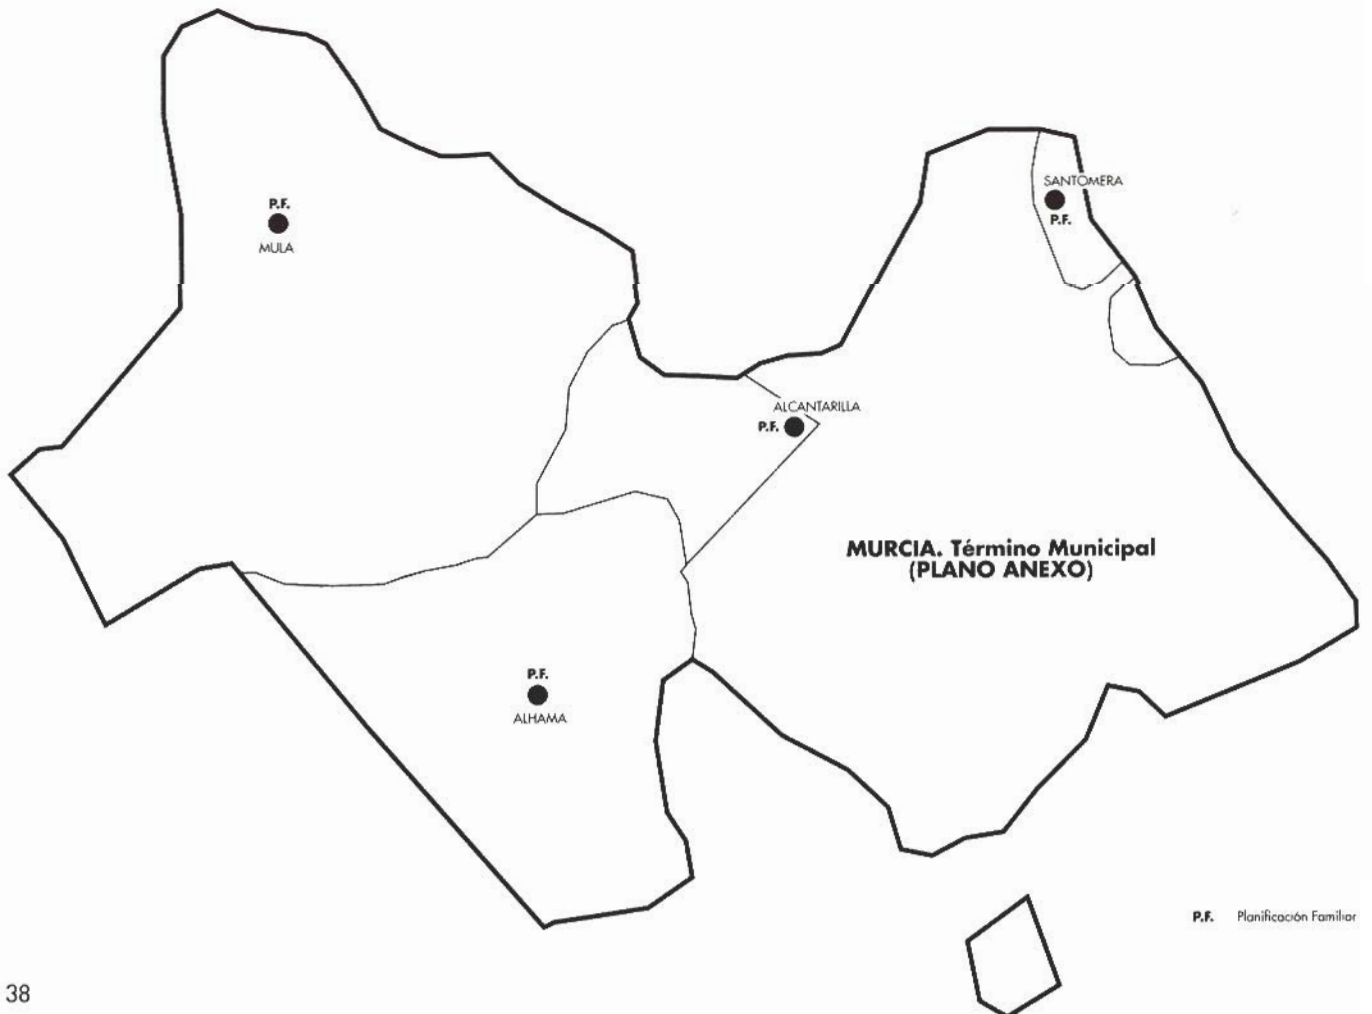 SANTOMERA
P.F.
P.F.
MULA
ALCANTARILLA
P.F.
MURCIA. Término Municipal
(PLANO ANEXO)
P.F.
ALHAMA
P.F. Planificación Familiar
38